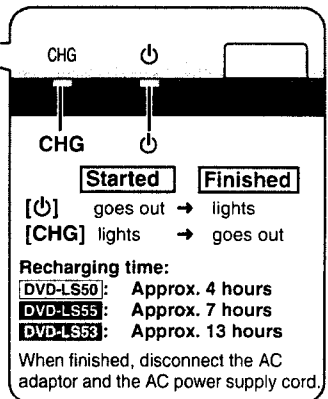 CHG ⏻
CHG ⏻
Started Finished
[⏻] goes out → lights
[CHG] lights → goes out
Recharging time:
DVD-LS50: Approx. 4 hours
DVD-LS55: Approx. 7 hours
DVD-LS53: Approx. 13 hours
When finished, disconnect the AC
adaptor and the AC power supply cord.